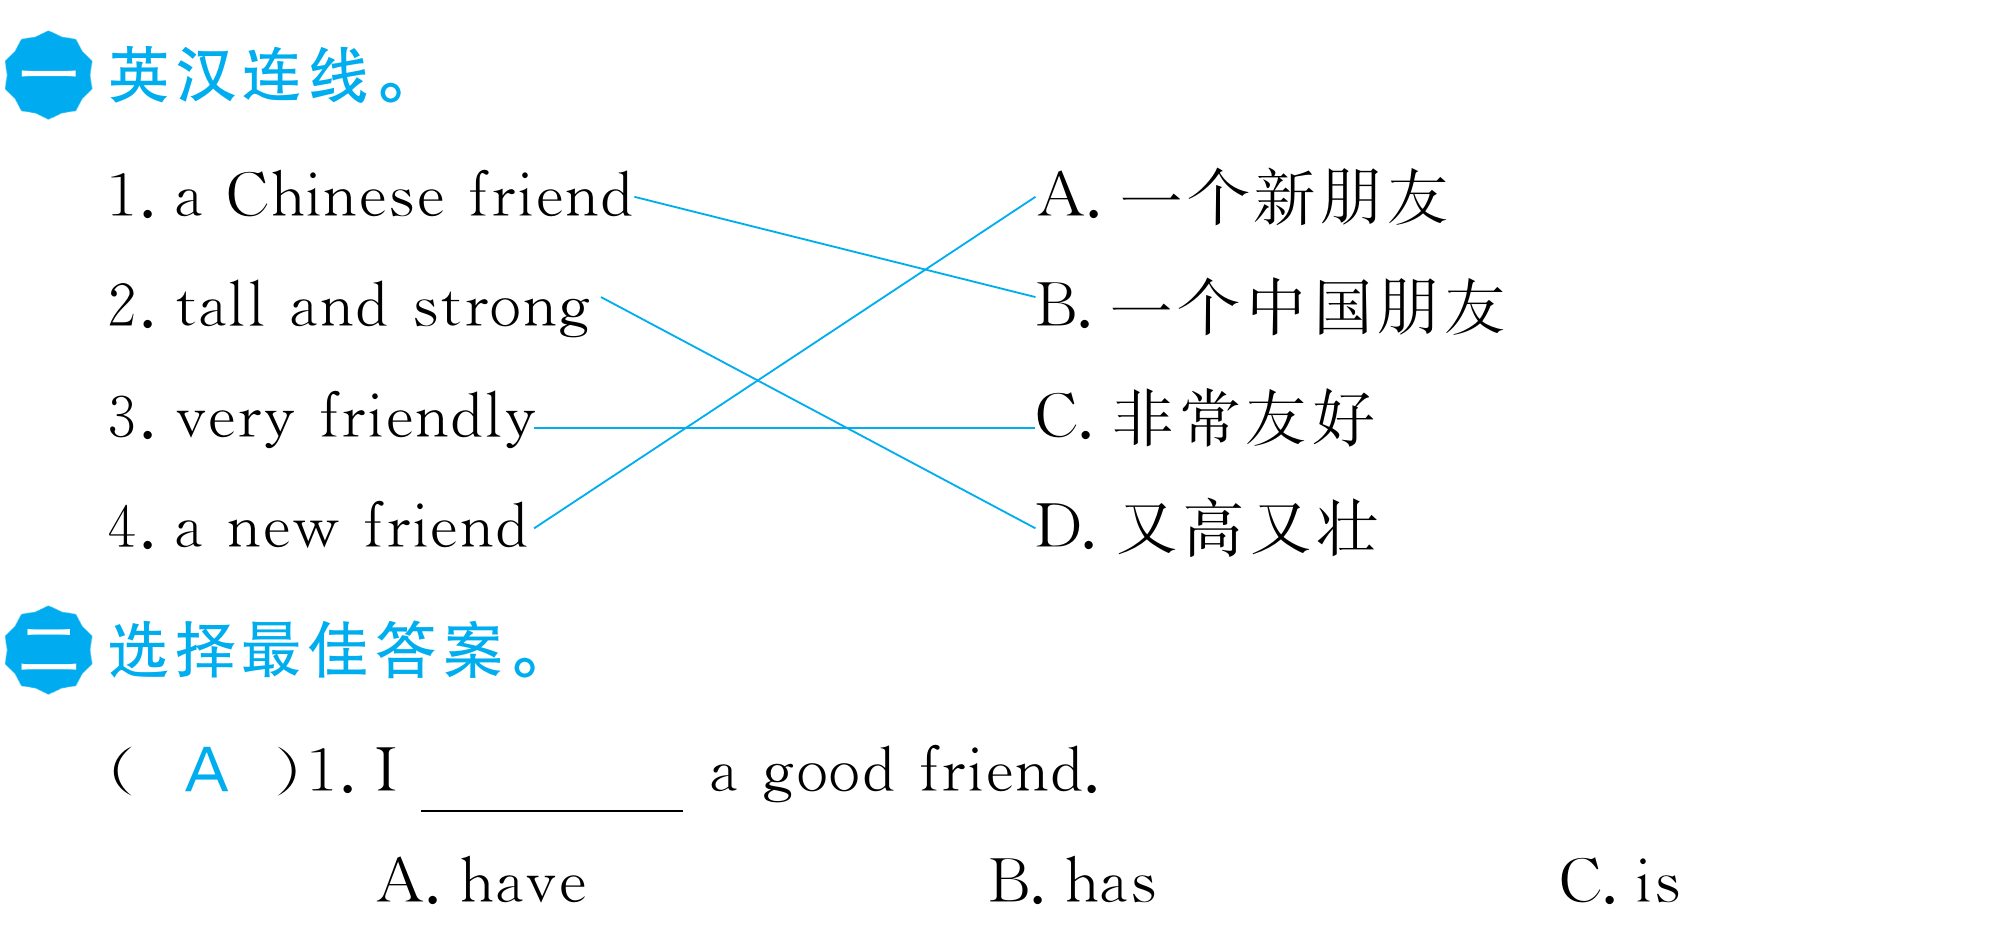 一 英汉连线。
1. a Chinese friend A. 一个新朋友
2. tall and strong B. 一个中国朋友
3. very friendly C. 非常友好
4. a new friend D. 又高又壮
二 选择最佳答案。
( A )1. I ________ a good friend.
A. have B. has C. is